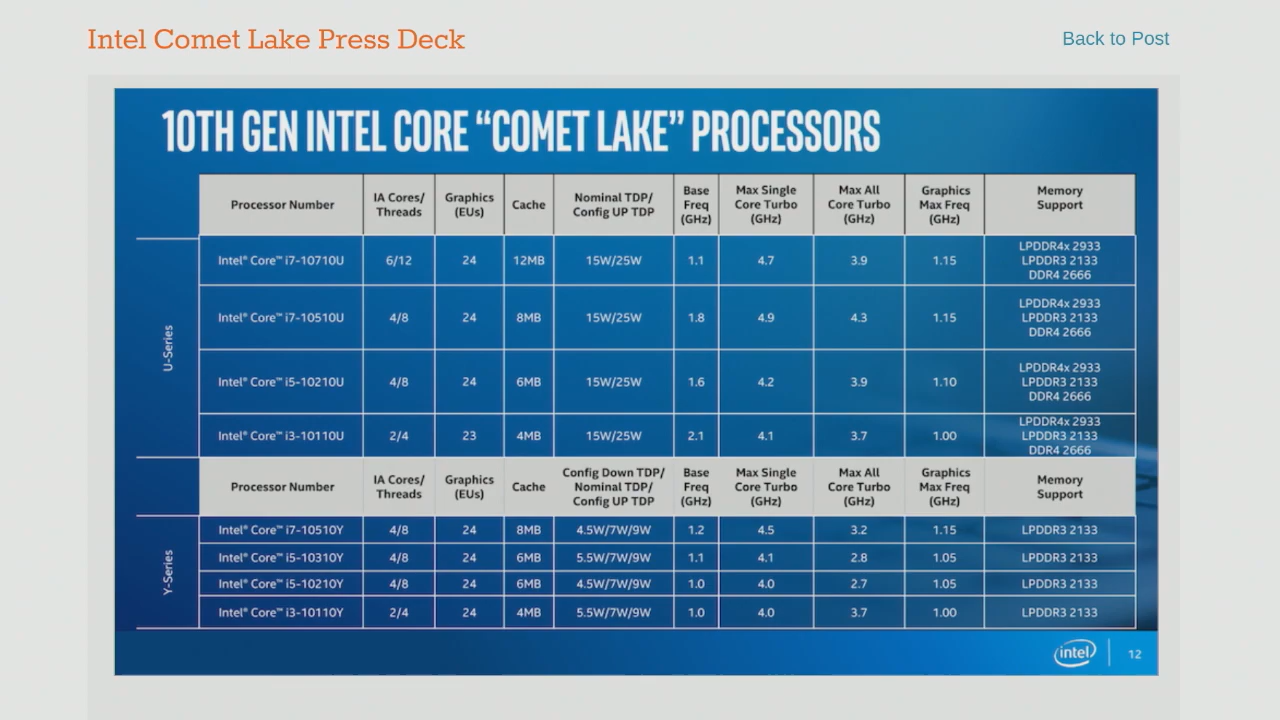 Intel Comet Lake Press Deck
Back to Post
10TH GEN INTEL CORE “COMET LAKE” PROCESSORS
Processor Number IA Cores/ Threads Graphics (EUs) Cache Nominal TDP/ Config UP TDP Base Freq (GHz) Max Single Core Turbo (GHz) Max All Core Turbo (GHz) Graphics Max Freq (GHz) Memory Support
U-Series
Intel® Core™ i7-10710U 6/12 24 12MB 15W/25W 1.1 4.7 3.9 1.15 LPDDR4x 2933 LPDDR3 2133 DDR4 2666
Intel® Core™ i7-10510U 4/8 24 8MB 15W/25W 1.8 4.9 4.3 1.15 LPDDR4x 2933 LPDDR3 2133 DDR4 2666
Intel® Core™ i5-10210U 4/8 24 6MB 15W/25W 1.6 4.2 3.9 1.10 LPDDR4x 2933 LPDDR3 2133 DDR4 2666
Intel® Core™ i3-10110U 2/4 23 4MB 15W/25W 2.1 4.1 3.7 1.00 LPDDR4x 2933 LPDDR3 2133 DDR4 2666
Processor Number IA Cores/ Threads Graphics (EUs) Cache Config Down TDP/ Nominal TDP/ Config UP TDP Base Freq (GHz) Max Single Core Turbo (GHz) Max All Core Turbo (GHz) Graphics Max Freq (GHz) Memory Support
Y-Series
Intel® Core™ i7-10510Y 4/8 24 8MB 4.5W/7W/9W 1.2 4.5 3.2 1.15 LPDDR3 2133
Intel® Core™ i5-10310Y 4/8 24 6MB 5.5W/7W/9W 1.1 4.1 2.8 1.05 LPDDR3 2133
Intel® Core™ i5-10210Y 4/8 24 6MB 4.5W/7W/9W 1.0 4.0 2.7 1.05 LPDDR3 2133
Intel® Core™ i3-10110Y 2/4 24 4MB 5.5W/7W/9W 1.0 4.0 3.7 1.00 LPDDR3 2133
intel 12